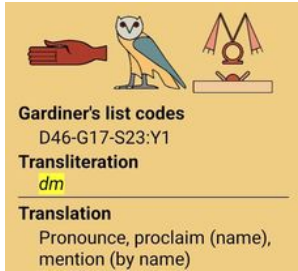 Gardiner's list codes
D46-G17-S23:Y1
Transliteration
dm
Translation
Pronounce, proclaim (name),
mention (by name)